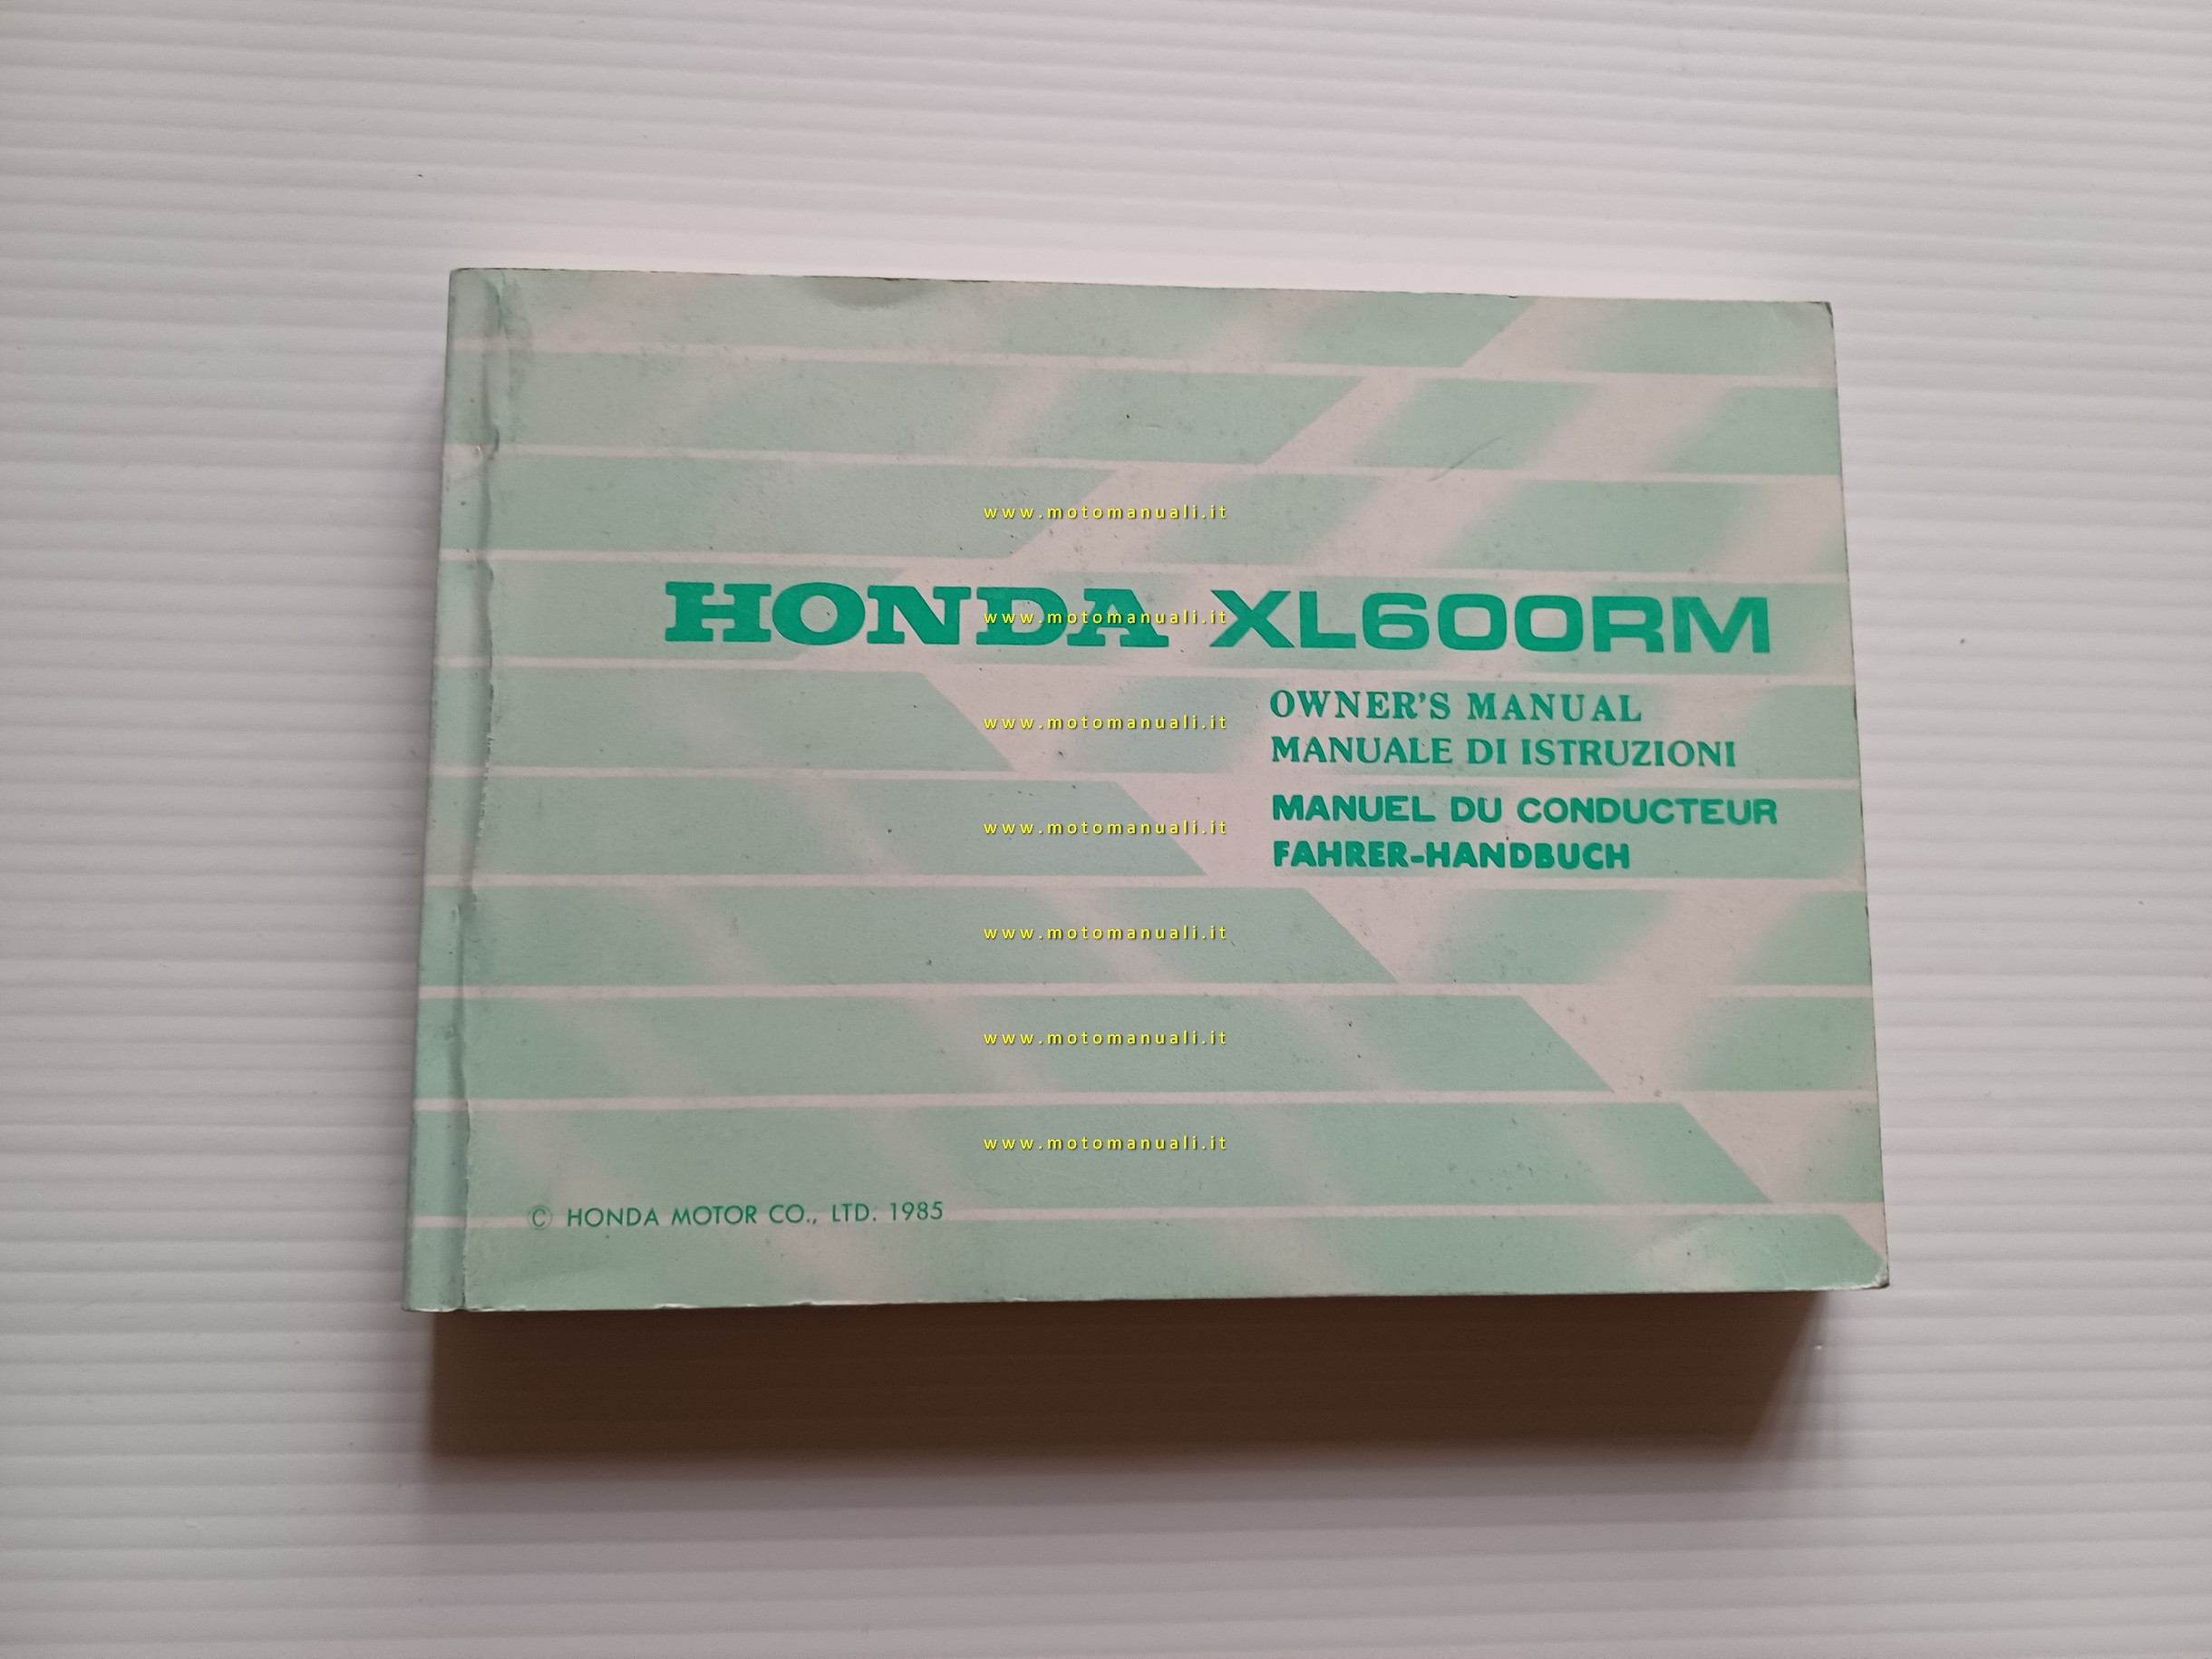 www.motomanuali.it
HONDA XL600RM
www.motomanuali.it
OWNER'S MANUAL
www.motomanuali.it
MANUALE DI ISTRUZIONI
MANUEL DU CONDUCTEUR
www.motomanuali.it
FAHRER-HANDBUCH
www.motomanuali.it
www.motomanuali.it
www.motomanuali.it
© HONDA MOTOR CO., LTD. 1985